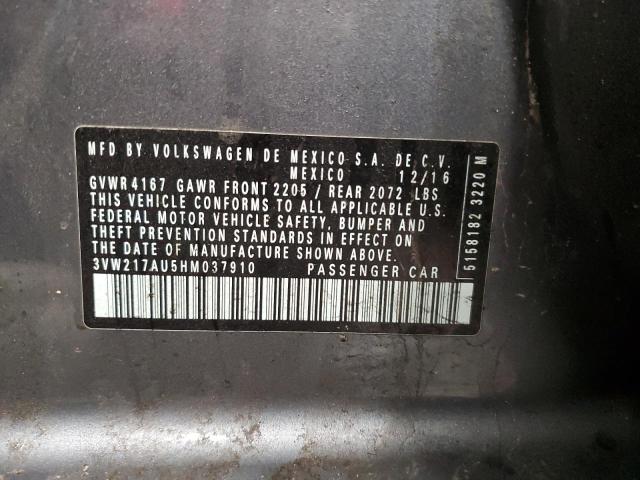 MFD BY VOLKSWAGEN DE MEXICO S.A. DE C.V.
MEXICO 12/16
GVWR 4167 GAWR FRONT 2205 / REAR 2072 LBS
THIS VEHICLE CONFORMS TO ALL APPLICABLE U.S.
FEDERAL MOTOR VEHICLE SAFETY, BUMPER AND
THEFT PREVENTION STANDARDS IN EFFECT ON
THE DATE OF MANUFACTURE SHOWN ABOVE.
3VW217AU5HM037910 PASSENGER CAR
5158182 3220 M